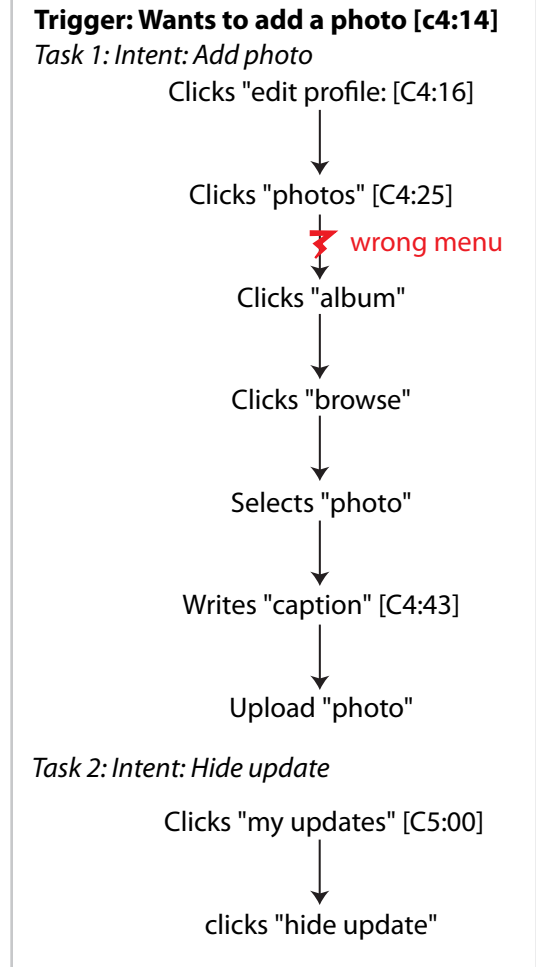 Trigger: Wants to add a photo [c4:14]
Task 1: Intent: Add photo
Clicks "edit profile: [C4:16]
Clicks "photos" [C4:25]
wrong menu
Clicks "album"
Clicks "browse"
Selects "photo"
Writes "caption" [C4:43]
Upload "photo"
Task 2: Intent: Hide update
Clicks "my updates" [C5:00]
clicks "hide update"